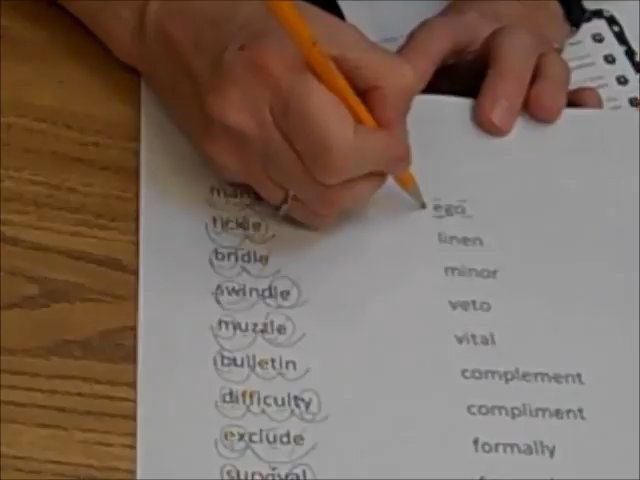 tickle
bridle
swindle
muzzle
bulletin
difficulty
exclude
survival
ego
linen
minor
veto
vital
complement
compliment
formally